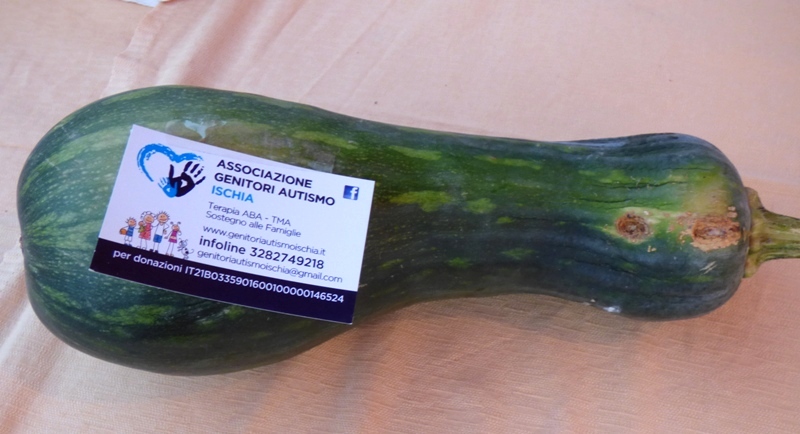 ASSOCIAZIONE
GENITORI AUTISMO
ISCHIA
Terapia ABA - TMA
Sostegno alle Famiglie
www.genitoriautismoischia.it
infoline 3282749218
genitoriautismoischia@gmail.com
per donazioni IT21B0335901600100000146524